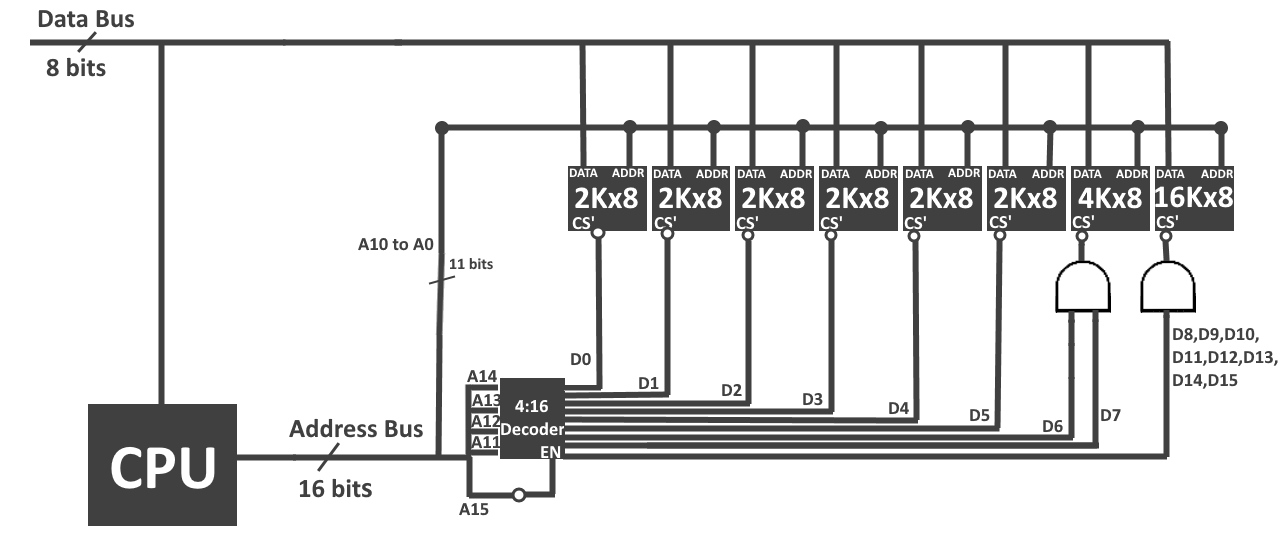 Data Bus
8 bits
DATA ADDR
2Kx8
CS'
DATA ADDR
2Kx8
CS'
DATA ADDR
2Kx8
CS'
DATA ADDR
2Kx8
CS'
DATA ADDR
2Kx8
CS'
DATA ADDR
2Kx8
CS'
DATA ADDR
4Kx8
CS'
DATA ADDR
16Kx8
CS'
A10 to A0
11 bits
D8,D9,D10,
D11,D12,D13,
D14,D15
D0
D1
D2
D3
D4
D5
D6
D7
A14
A13
A12
A11
4:16
Decoder
EN
Address Bus
16 bits
CPU
A15